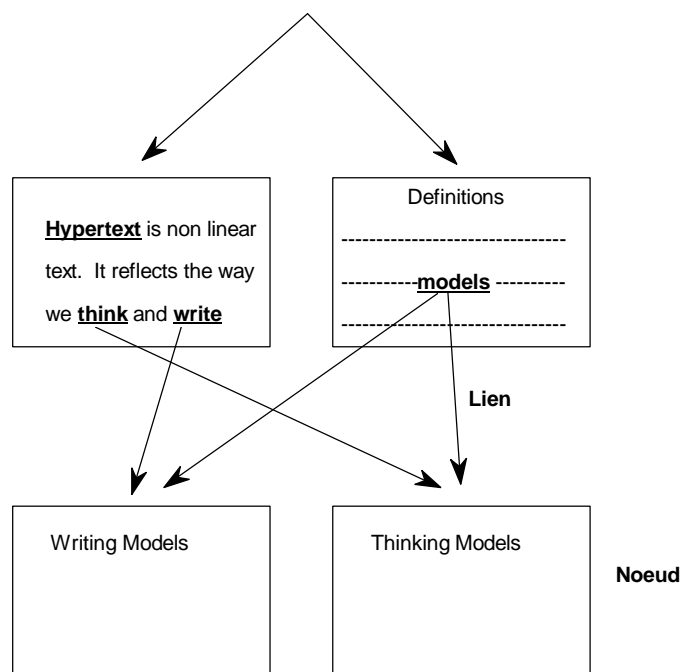 Hypertext is non linear
text. It reflects the way
we think and write
Definitions
-------------------------------
----------models ----------
-------------------------------
Lien
Writing Models
Thinking Models
Noeud